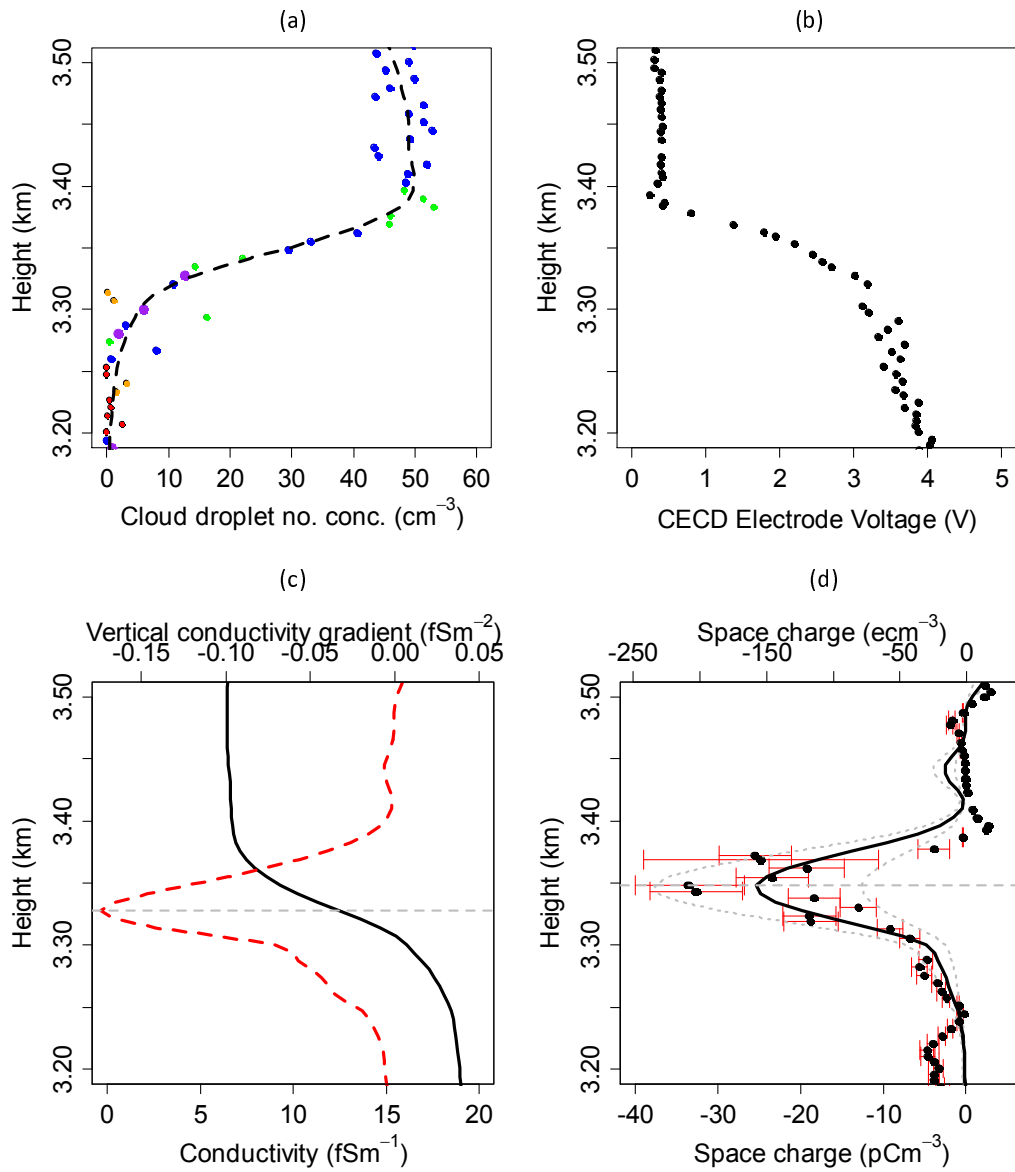 (a)
(b)
3.50
3.40
3.30
3.20
Height (km)
0 10 20 30 40 50 60
Cloud droplet no. conc. (cm−3)
3.50
3.40
3.30
3.20
Height (km)
0 1 2 3 4 5
CECD Electrode Voltage (V)
(c)
(d)
Vertical conductivity gradient (fSm−2)
-0.15 -0.10 -0.05 0.00 0.05
3.50
3.40
3.30
3.20
Height (km)
0 5 10 15 20
Conductivity (fSm−1)
Space charge (ecm−3)
-250 -150 -50 0
3.50
3.40
3.30
3.20
Height (km)
-40 -30 -20 -10 0
Space charge (pCm−3)